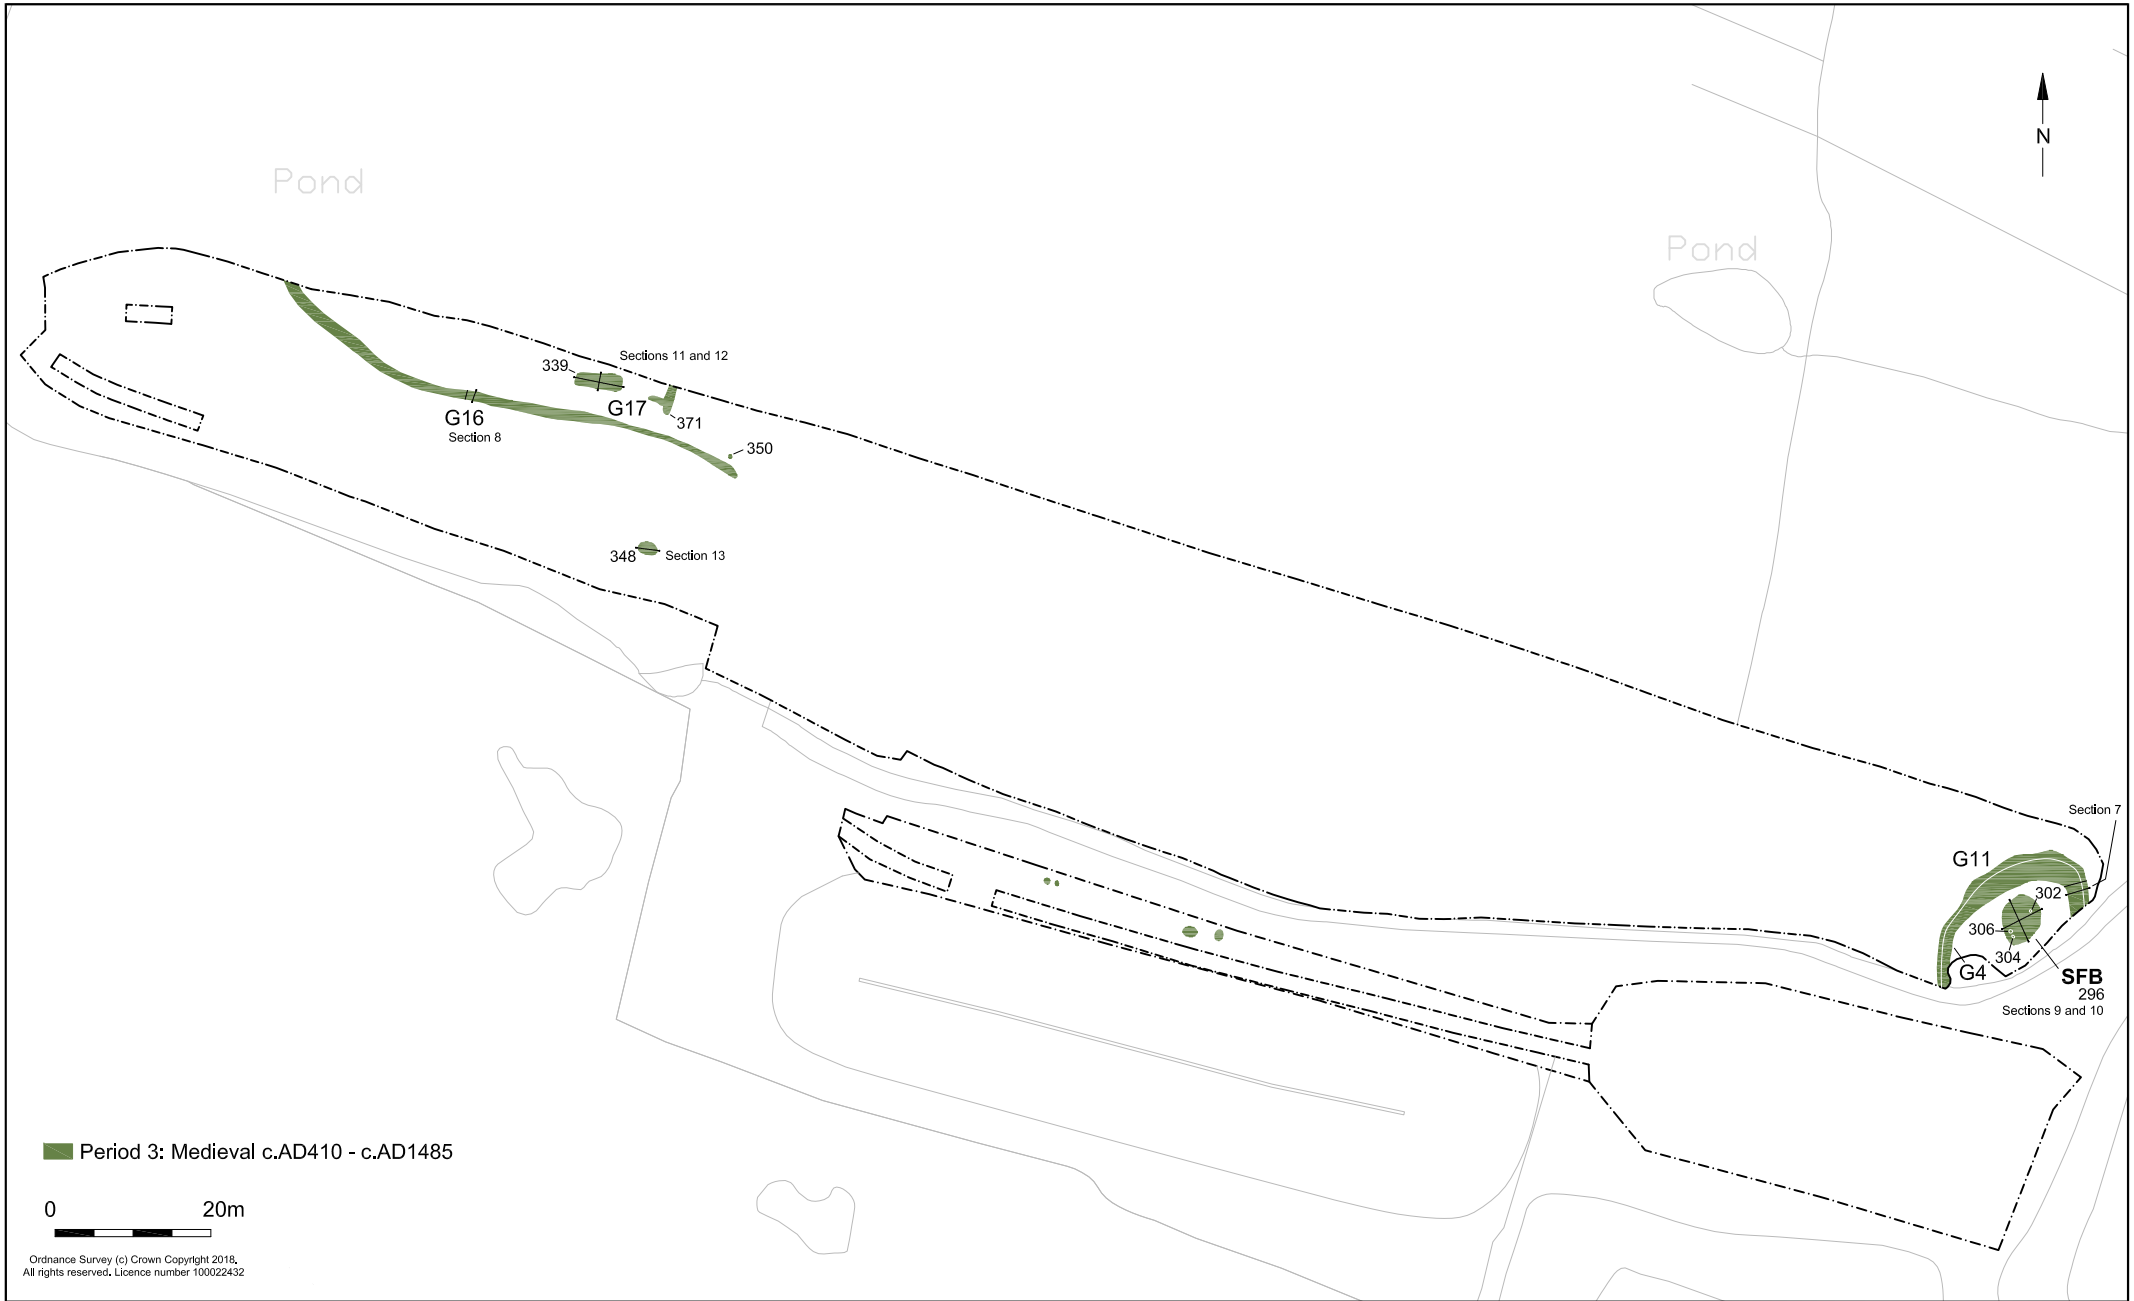 N
Pond
Pond
Sections 11 and 12
339
G17
371
G16
Section 8
350
348
Section 13
Section 7
G11
302
306
304
G4
SFB
296
Sections 9 and 10
Period 3: Medieval c.AD410 - c.AD1485
0 20m
Ordnance Survey (c) Crown Copyright 2018.
All rights reserved. Licence number 100022432